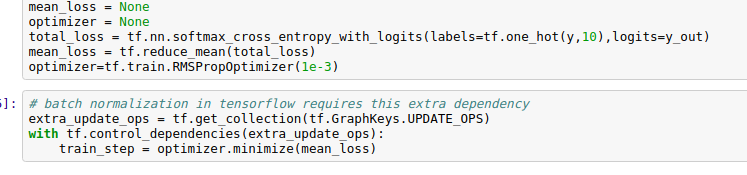 mean_loss = None
optimizer = None
total_loss = tf.nn.softmax_cross_entropy_with_logits(labels=tf.one_hot(y,10),logits=y_out)
mean_loss = tf.reduce_mean(total_loss)
optimizer=tf.train.RMSPropOptimizer(1e-3)
]: # batch normalization in tensorflow requires this extra dependency
extra_update_ops = tf.get_collection(tf.GraphKeys.UPDATE_OPS)
with tf.control_dependencies(extra_update_ops):
    train_step = optimizer.minimize(mean_loss)